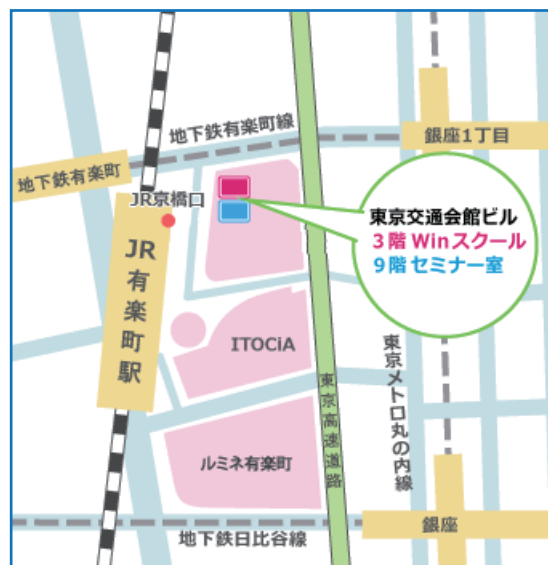 地下鉄有楽町線
銀座1丁目
地下鉄有楽町
JR京橋口
東京交通会館ビル
3階 Winスクール
9階 セミナー室
JR有楽町駅
ITOCiA
東京高速道路
東京メトロ丸の内線
ルミネ有楽町
銀座
地下鉄日比谷線